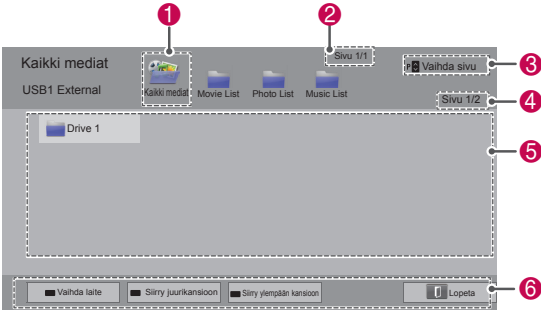 1
2
Kaikki mediat
Sivu 1/1
P Vaihda sivu
3
USB1 External
Kaikki mediat
Movie List
Photo List
Music List
Sivu 1/2
4
Drive 1
5
Vaihda laite
Siirry juurikansioon
Siirry ylempään kansioon
Lopeta
6